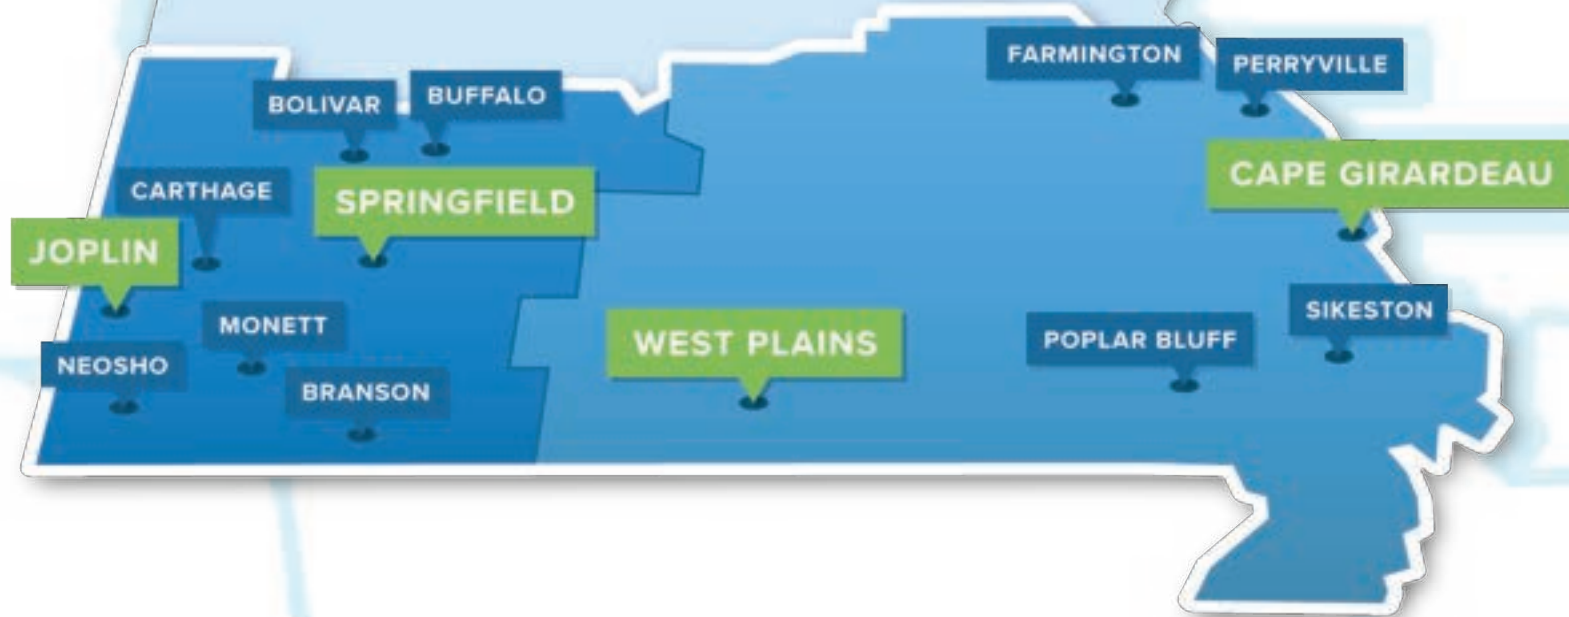 FARMINGTON
PERRYVILLE
BOLIVAR
BUFFALO
CAPE GIRARDEAU
CARTHAGE
SPRINGFIELD
JOPLIN
SIKESTON
MONETT
WEST PLAINS
POPLAR BLUFF
NEOSHO
BRANSON